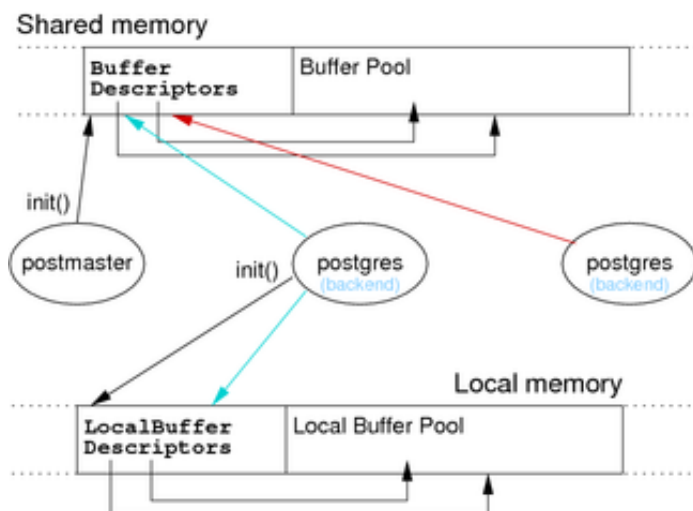 Shared memory
Buffer
Descriptors
Buffer Pool
init()
postmaster
init()
postgres
(backend)
postgres
(backend)
Local memory
LocalBuffer
Descriptors
Local Buffer Pool